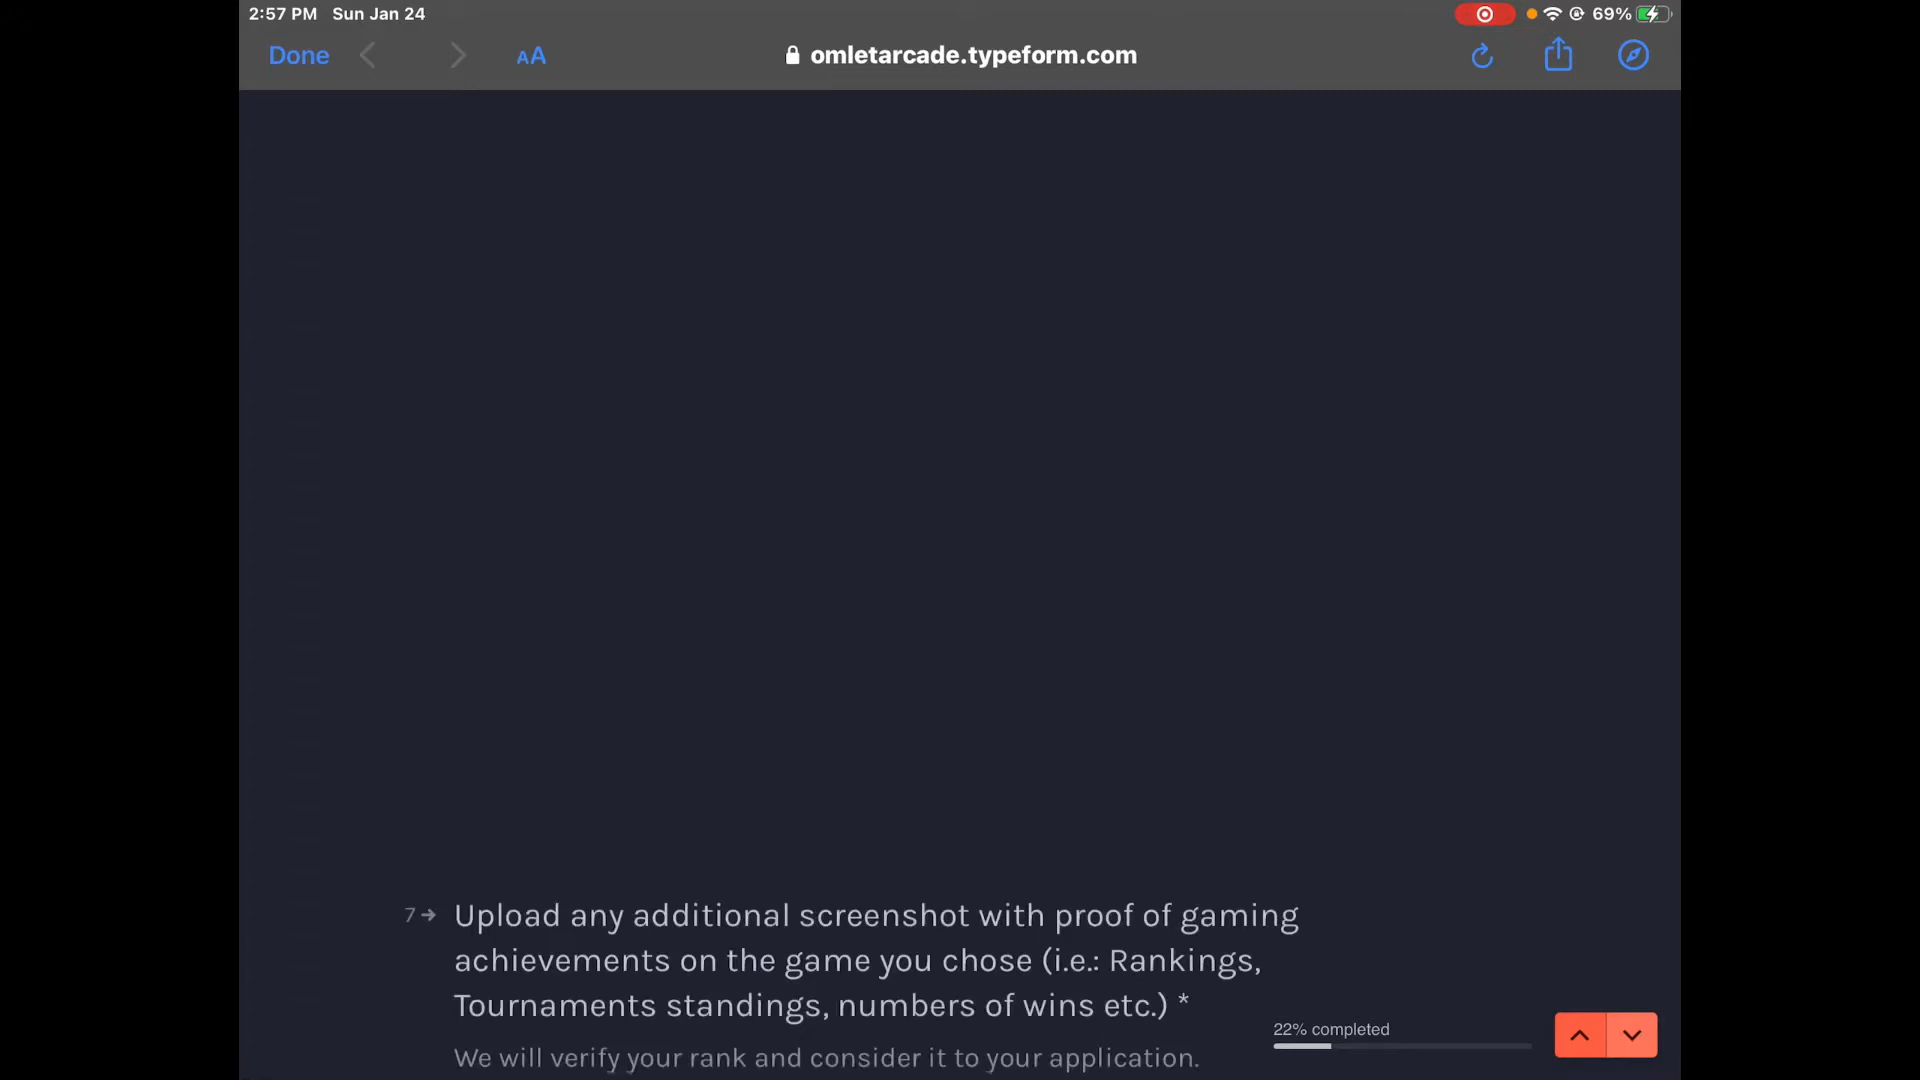 2:57 PM Sun Jan 24
69%
Done
AA
omletarcade.typeform.com
7 Upload any additional screenshot with proof of gaming
achievements on the game you chose (i.e.: Rankings,
Tournaments standings, numbers of wins etc.) *
We will verify your rank and consider it to your application.
22% completed